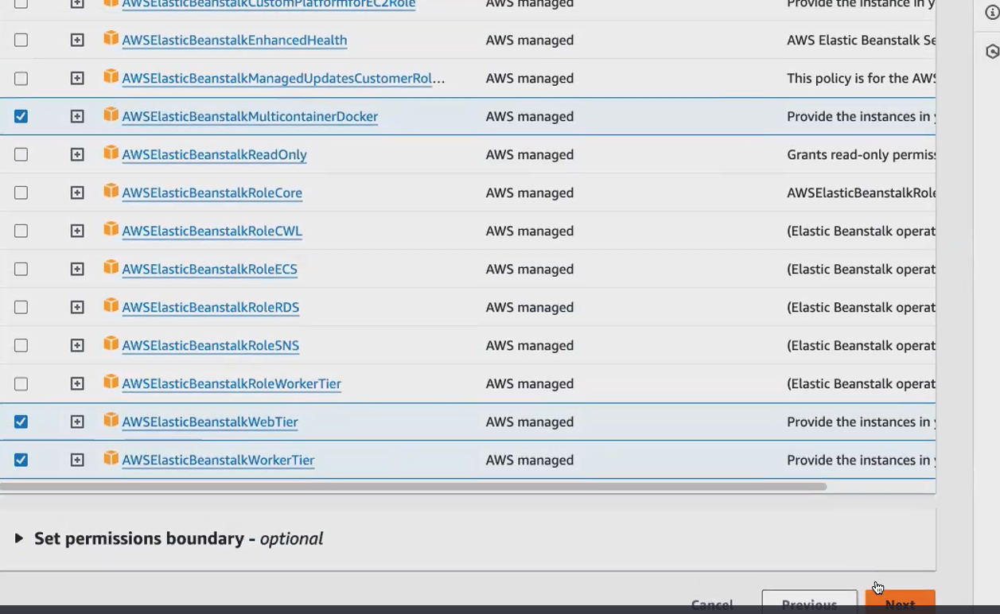 AWSElasticBeanstalkCustomPlatformforEC2Role AWS managed Provide the instance in y
AWSElasticBeanstalkEnhancedHealth AWS managed AWS Elastic Beanstalk Se
AWSElasticBeanstalkManagedUpdatesCustomerRol... AWS managed This policy is for the AWS
AWSElasticBeanstalkMulticontainerDocker AWS managed Provide the instances in y
AWSElasticBeanstalkReadOnly AWS managed Grants read-only permiss
AWSElasticBeanstalkRoleCore AWS managed AWSElasticBeanstalkRole
AWSElasticBeanstalkRoleCWL AWS managed (Elastic Beanstalk operat
AWSElasticBeanstalkRoleECS AWS managed (Elastic Beanstalk operat
AWSElasticBeanstalkRoleRDS AWS managed (Elastic Beanstalk operat
AWSElasticBeanstalkRoleSNS AWS managed (Elastic Beanstalk operat
AWSElasticBeanstalkRoleWorkerTier AWS managed (Elastic Beanstalk operat
AWSElasticBeanstalkWebTier AWS managed Provide the instances in y
AWSElasticBeanstalkWorkerTier AWS managed Provide the instances in y
Set permissions boundary - optional
Cancel Previous Next